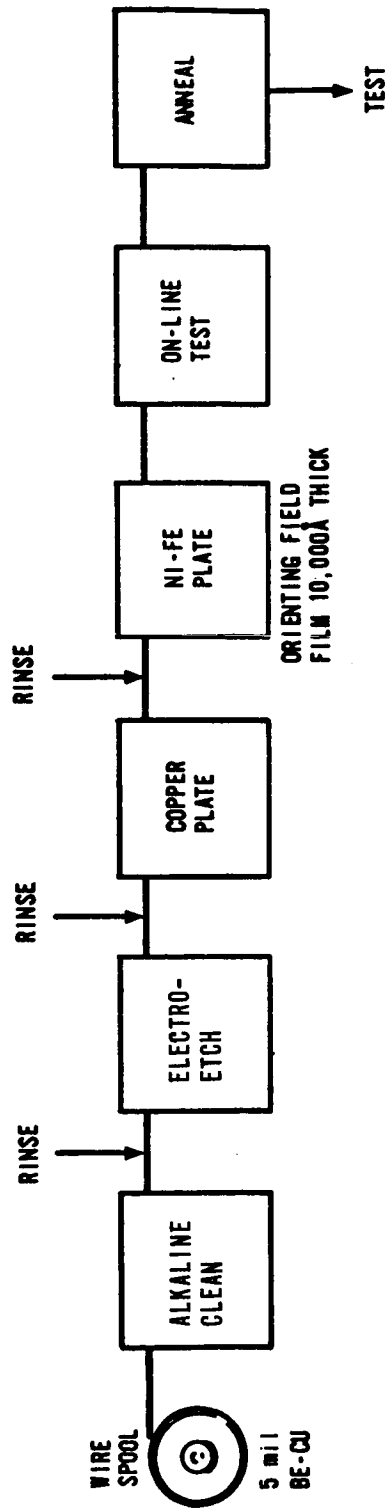 WIRE
SPOOL
5 mil
BE-CU
ALKALINE
CLEAN
RINSE
ELECTRO-
ETCH
RINSE
COPPER
PLATE
RINSE
NI-FE
PLATE
ORIENTING FIELD
FILM 10,000Å THICK
ON-LINE
TEST
ANNEAL
TEST